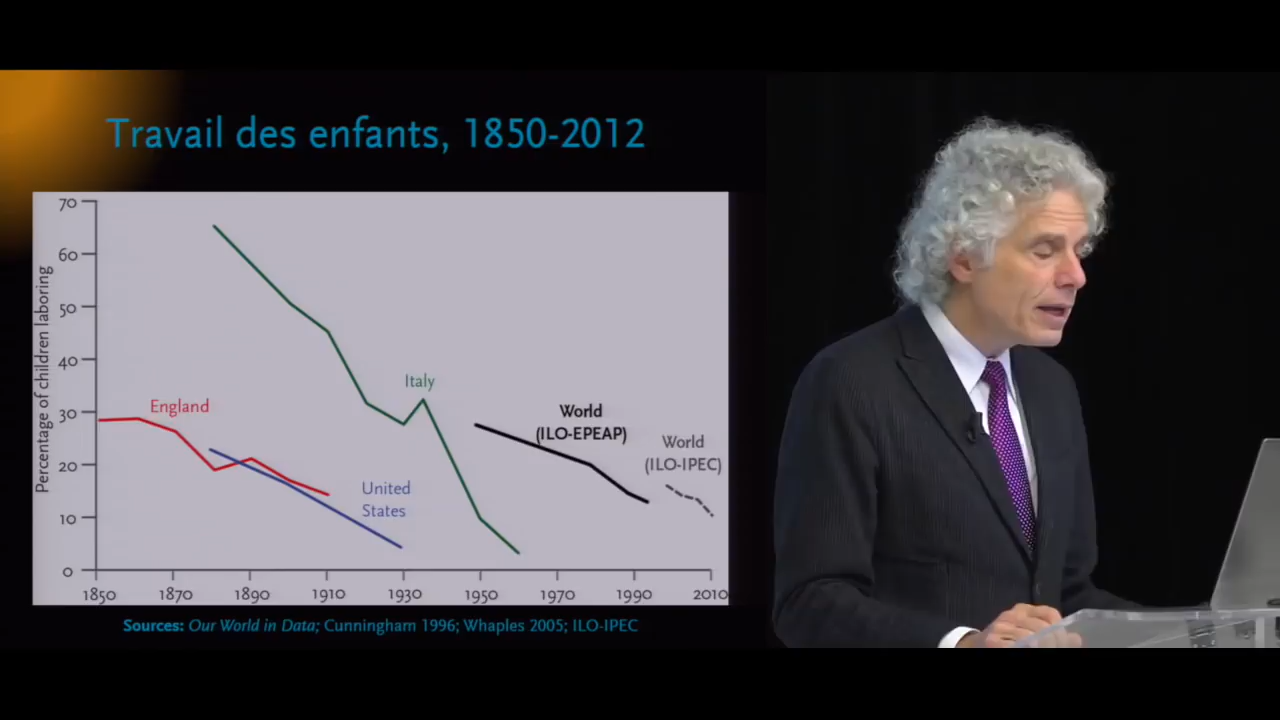 Travail des enfants, 1850-2012
Percentage of children laboring
70
60
50
40
30
20
10
0
England
Italy
United
States
World
(ILO-EPEAP)
World
(ILO-IPEC)
1850 1870 1890 1910 1930 1950 1970 1990 2010
Sources: Our World in Data; Cunningham 1996; Whaples 2005; ILO-IPEC